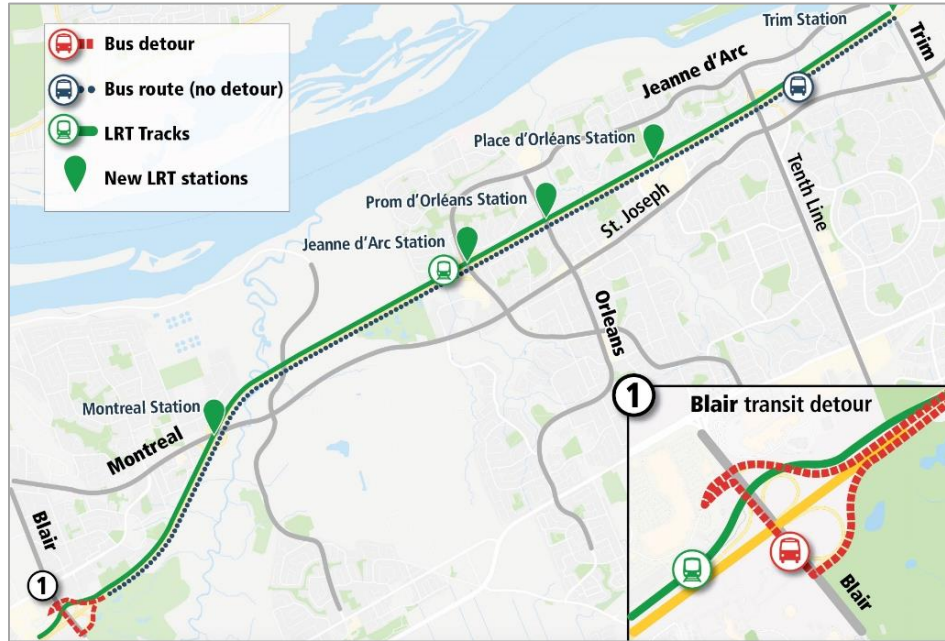 Bus detour
Bus route (no detour)
LRT Tracks
New LRT stations
Trim Station
Trim
Jeanne d'Arc
Place d'Orléans Station
Tenth Line
Prom d'Orléans Station
St. Joseph
Jeanne d'Arc Station
Orleans
Montreal Station
Montreal
Blair
1
1
Blair transit detour
Blair